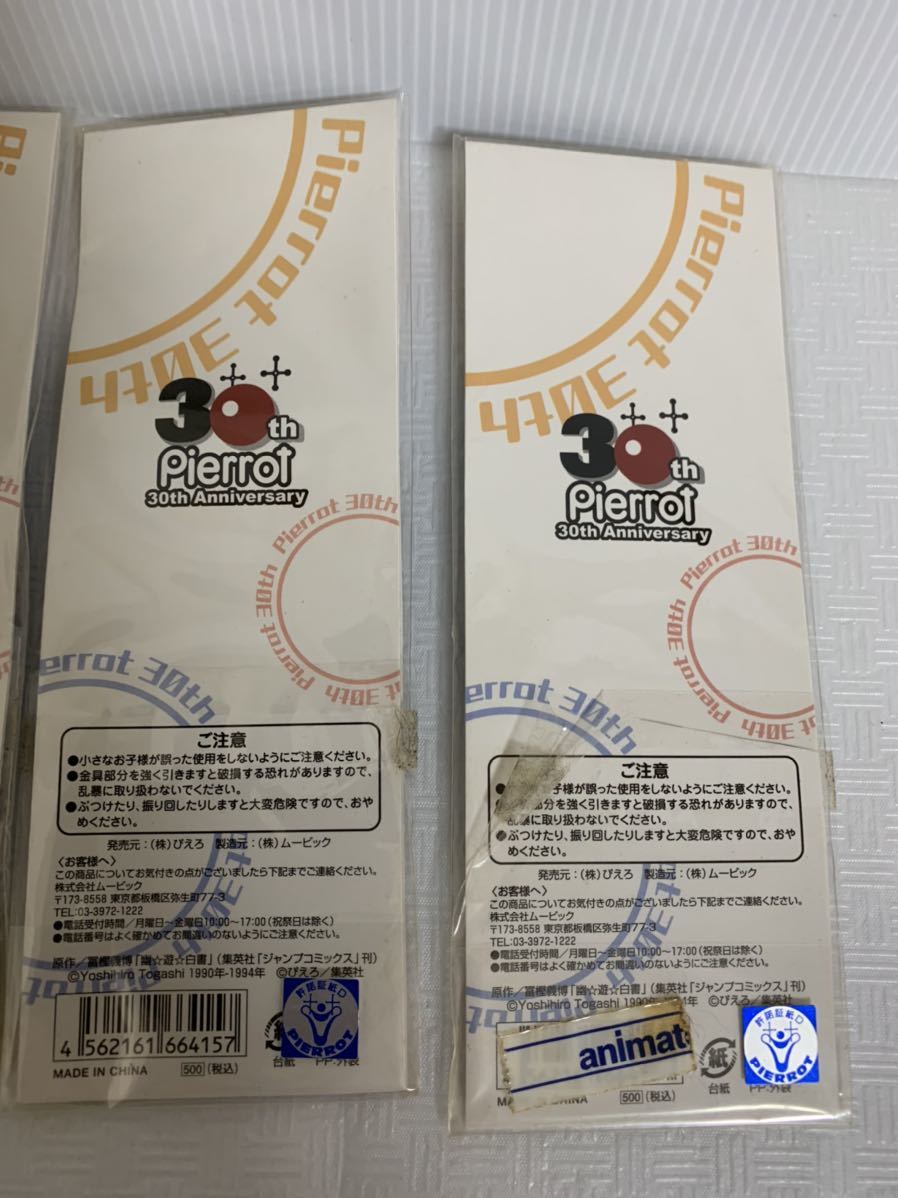 Pierrot 30th
30th
Pierrot
30th Anniversary
Pierrot 30th Pierrot 30th
errot 30th
ご注意
●小さなお子様が誤った使用をしないようにご注意ください。
●金具部分を強く引きますと破損する恐れがありますので、
乱暴に取り扱わないでください。
●ぶつけたり、振り回したりしますと大変危険ですので、おや
めください。
発売元:(株)ぴえろ 製造元:(株)ムービック
〈お客様へ〉
この商品についてお気付きの点がございましたら下記までご連絡ください。
株式会社ムービック
〒173-8558 東京都板橋区弥生町77-3
TEL:03-3972-1222
●電話受付時間/月曜日〜金曜日10:00〜17:00(祝祭日は除く)
●電話番号はよく確かめてお間違いのないようにご注意ください。
原作/冨樫義博「幽☆遊☆白書」(集英社「ジャンプコミックス」刊)
©Yoshihiro Togashi 1990年-1994年 ©ぴえろ/集英社
4 562161 664157
MADE IN CHINA
500 (税込)
PP:外袋
許諾証紙
PIERROT
Pierrot 30th
30th
Pierrot
30th Anniversary
Pierrot 30th Pierrot 30th
ierrot 30th
ご注意
子様が誤った使用をしないようにご注意ください。
部分を強く引きますと破損する恐れがありますので、
乱暴に取り扱わないでください。
●ぶつけたり、振り回したりしますと大変危険ですので、おや
めください。
発売元:(株)ぴえろ 製造元:(株)ムービック
〈お客様へ〉
この商品についてお気付きの点がございましたら下記までご連絡ください。
株式会社ムービック
〒173-8558 東京都板橋区弥生町77-3
TEL:03-3972-1222
●電話受付時間/月曜日〜金曜日10:00〜17:00(祝祭日は除く)
●電話番号はよく確かめてお間違いのないようにご注意ください。
原作/冨樫義博「幽☆遊☆白書」(集英社「ジャンプコミックス」刊)
©Yoshihiro Togashi 1990 4年 ©ぴえろ/集英社
animat
500 (税込)
紙
台紙
PP:外袋
許諾証紙
PIERROT